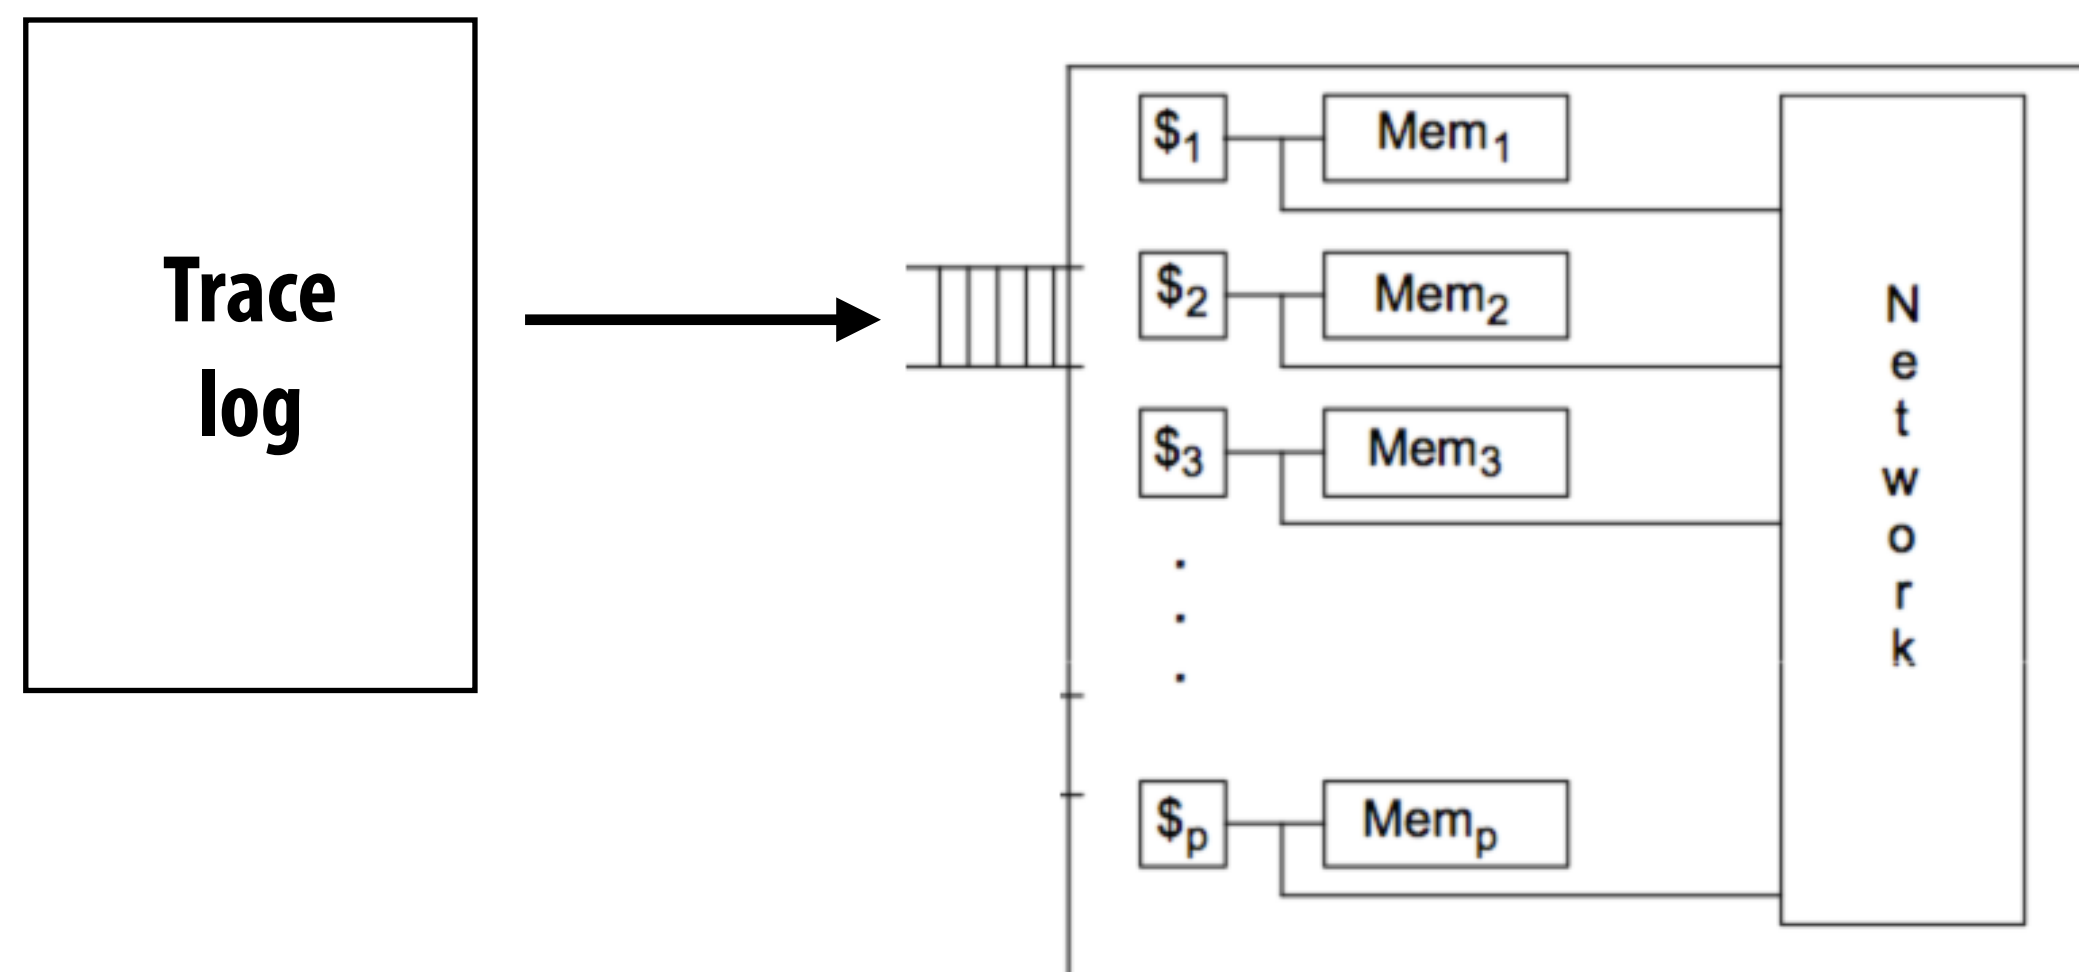 Trace
log
$1 Mem1
$2 Mem2
$3 Mem3
.
.
.
$p Memp
N
e
t
w
o
r
k